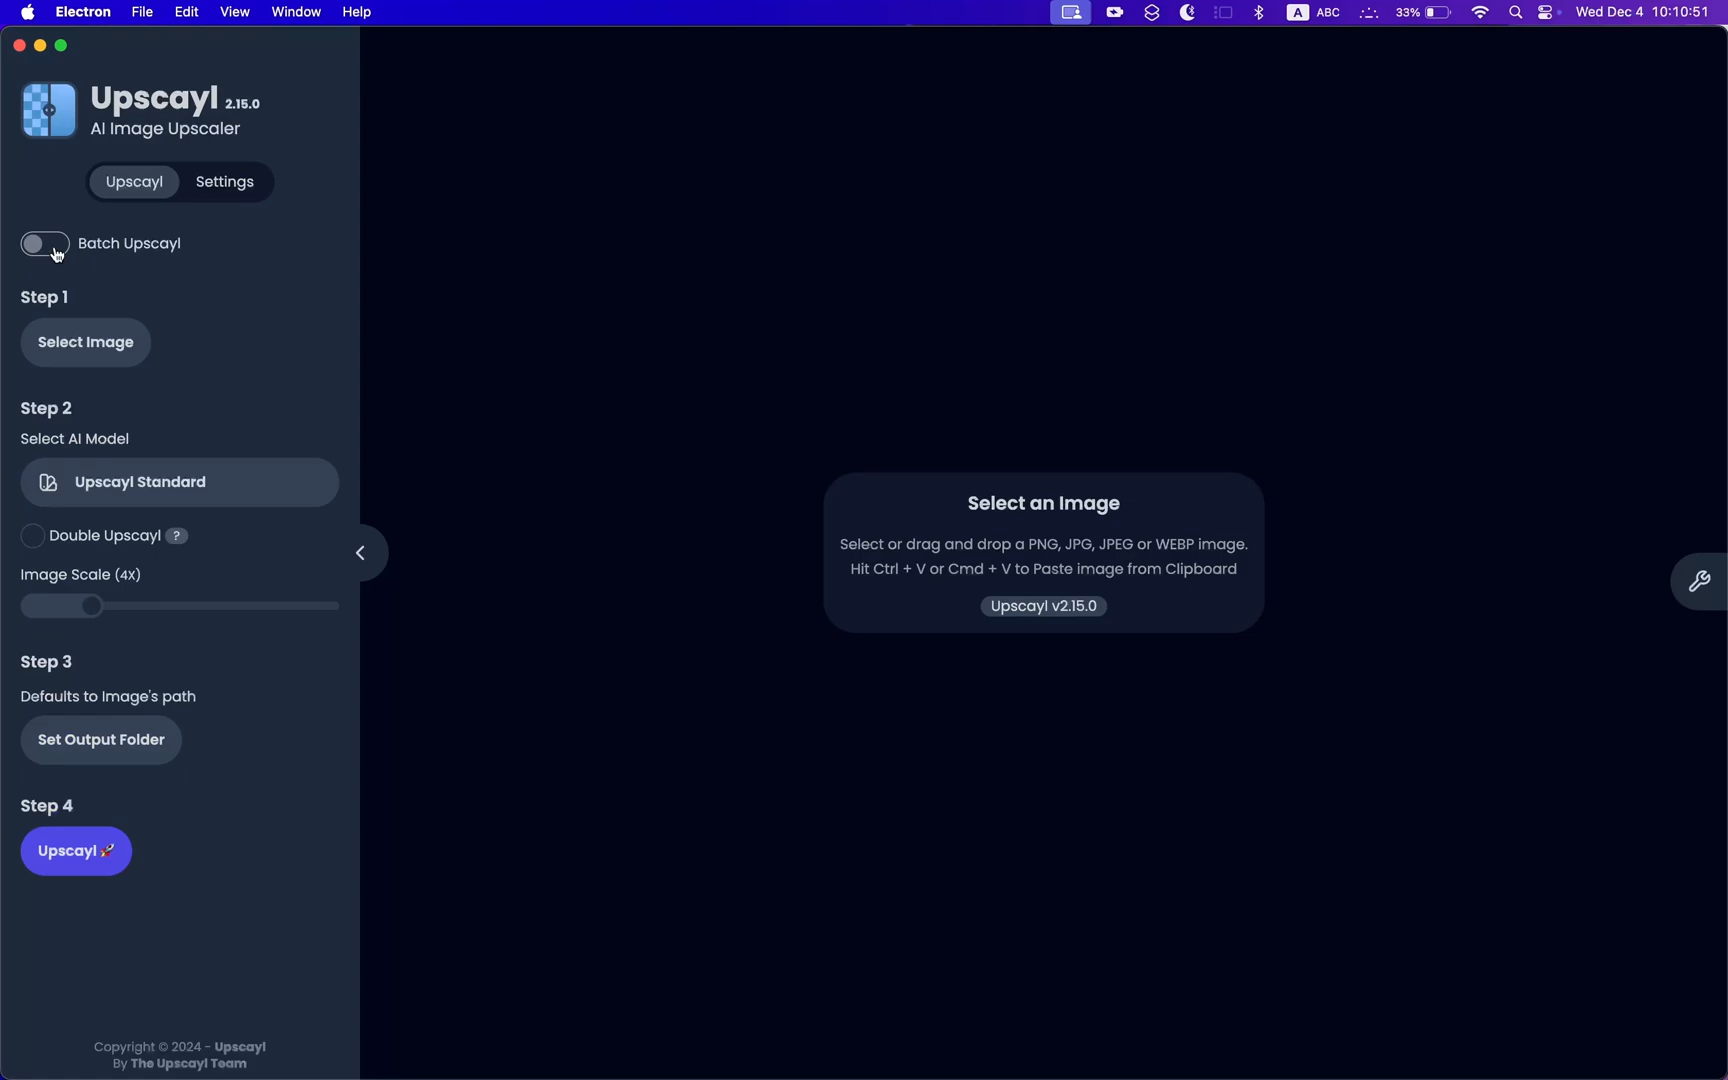 Electron File Edit View Window Help A ABC 33% Wed Dec 4 10:10:51
Upscayl 2.15.0
AI Image Upscaler
Upscayl Settings
Batch Upscayl
Step 1
Select Image
Step 2
Select AI Model
Upscayl Standard
Double Upscayl ?
Image Scale (4X)
Step 3
Defaults to Image's path
Set Output Folder
Step 4
Upscayl 🚀
Copyright © 2024 - Upscayl
By The Upscayl Team
Select an Image
Select or drag and drop a PNG, JPG, JPEG or WEBP image.
Hit Ctrl + V or Cmd + V to Paste image from Clipboard
Upscayl v2.15.0